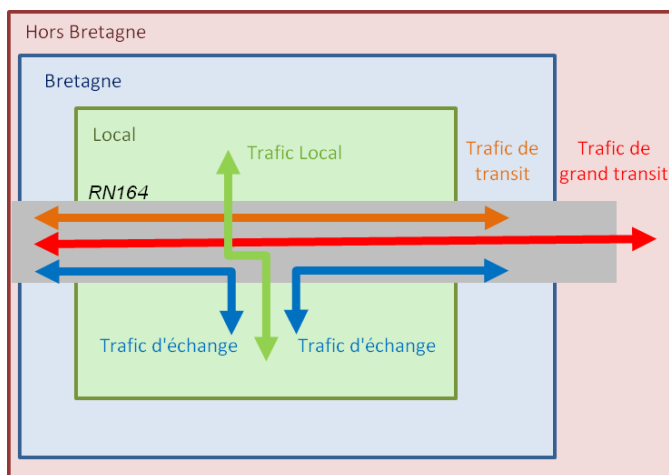 Hors Bretagne
Bretagne
Local
Trafic Local
Trafic de
transit
Trafic de
grand transit
RN164
Trafic d'échange
Trafic d'échange